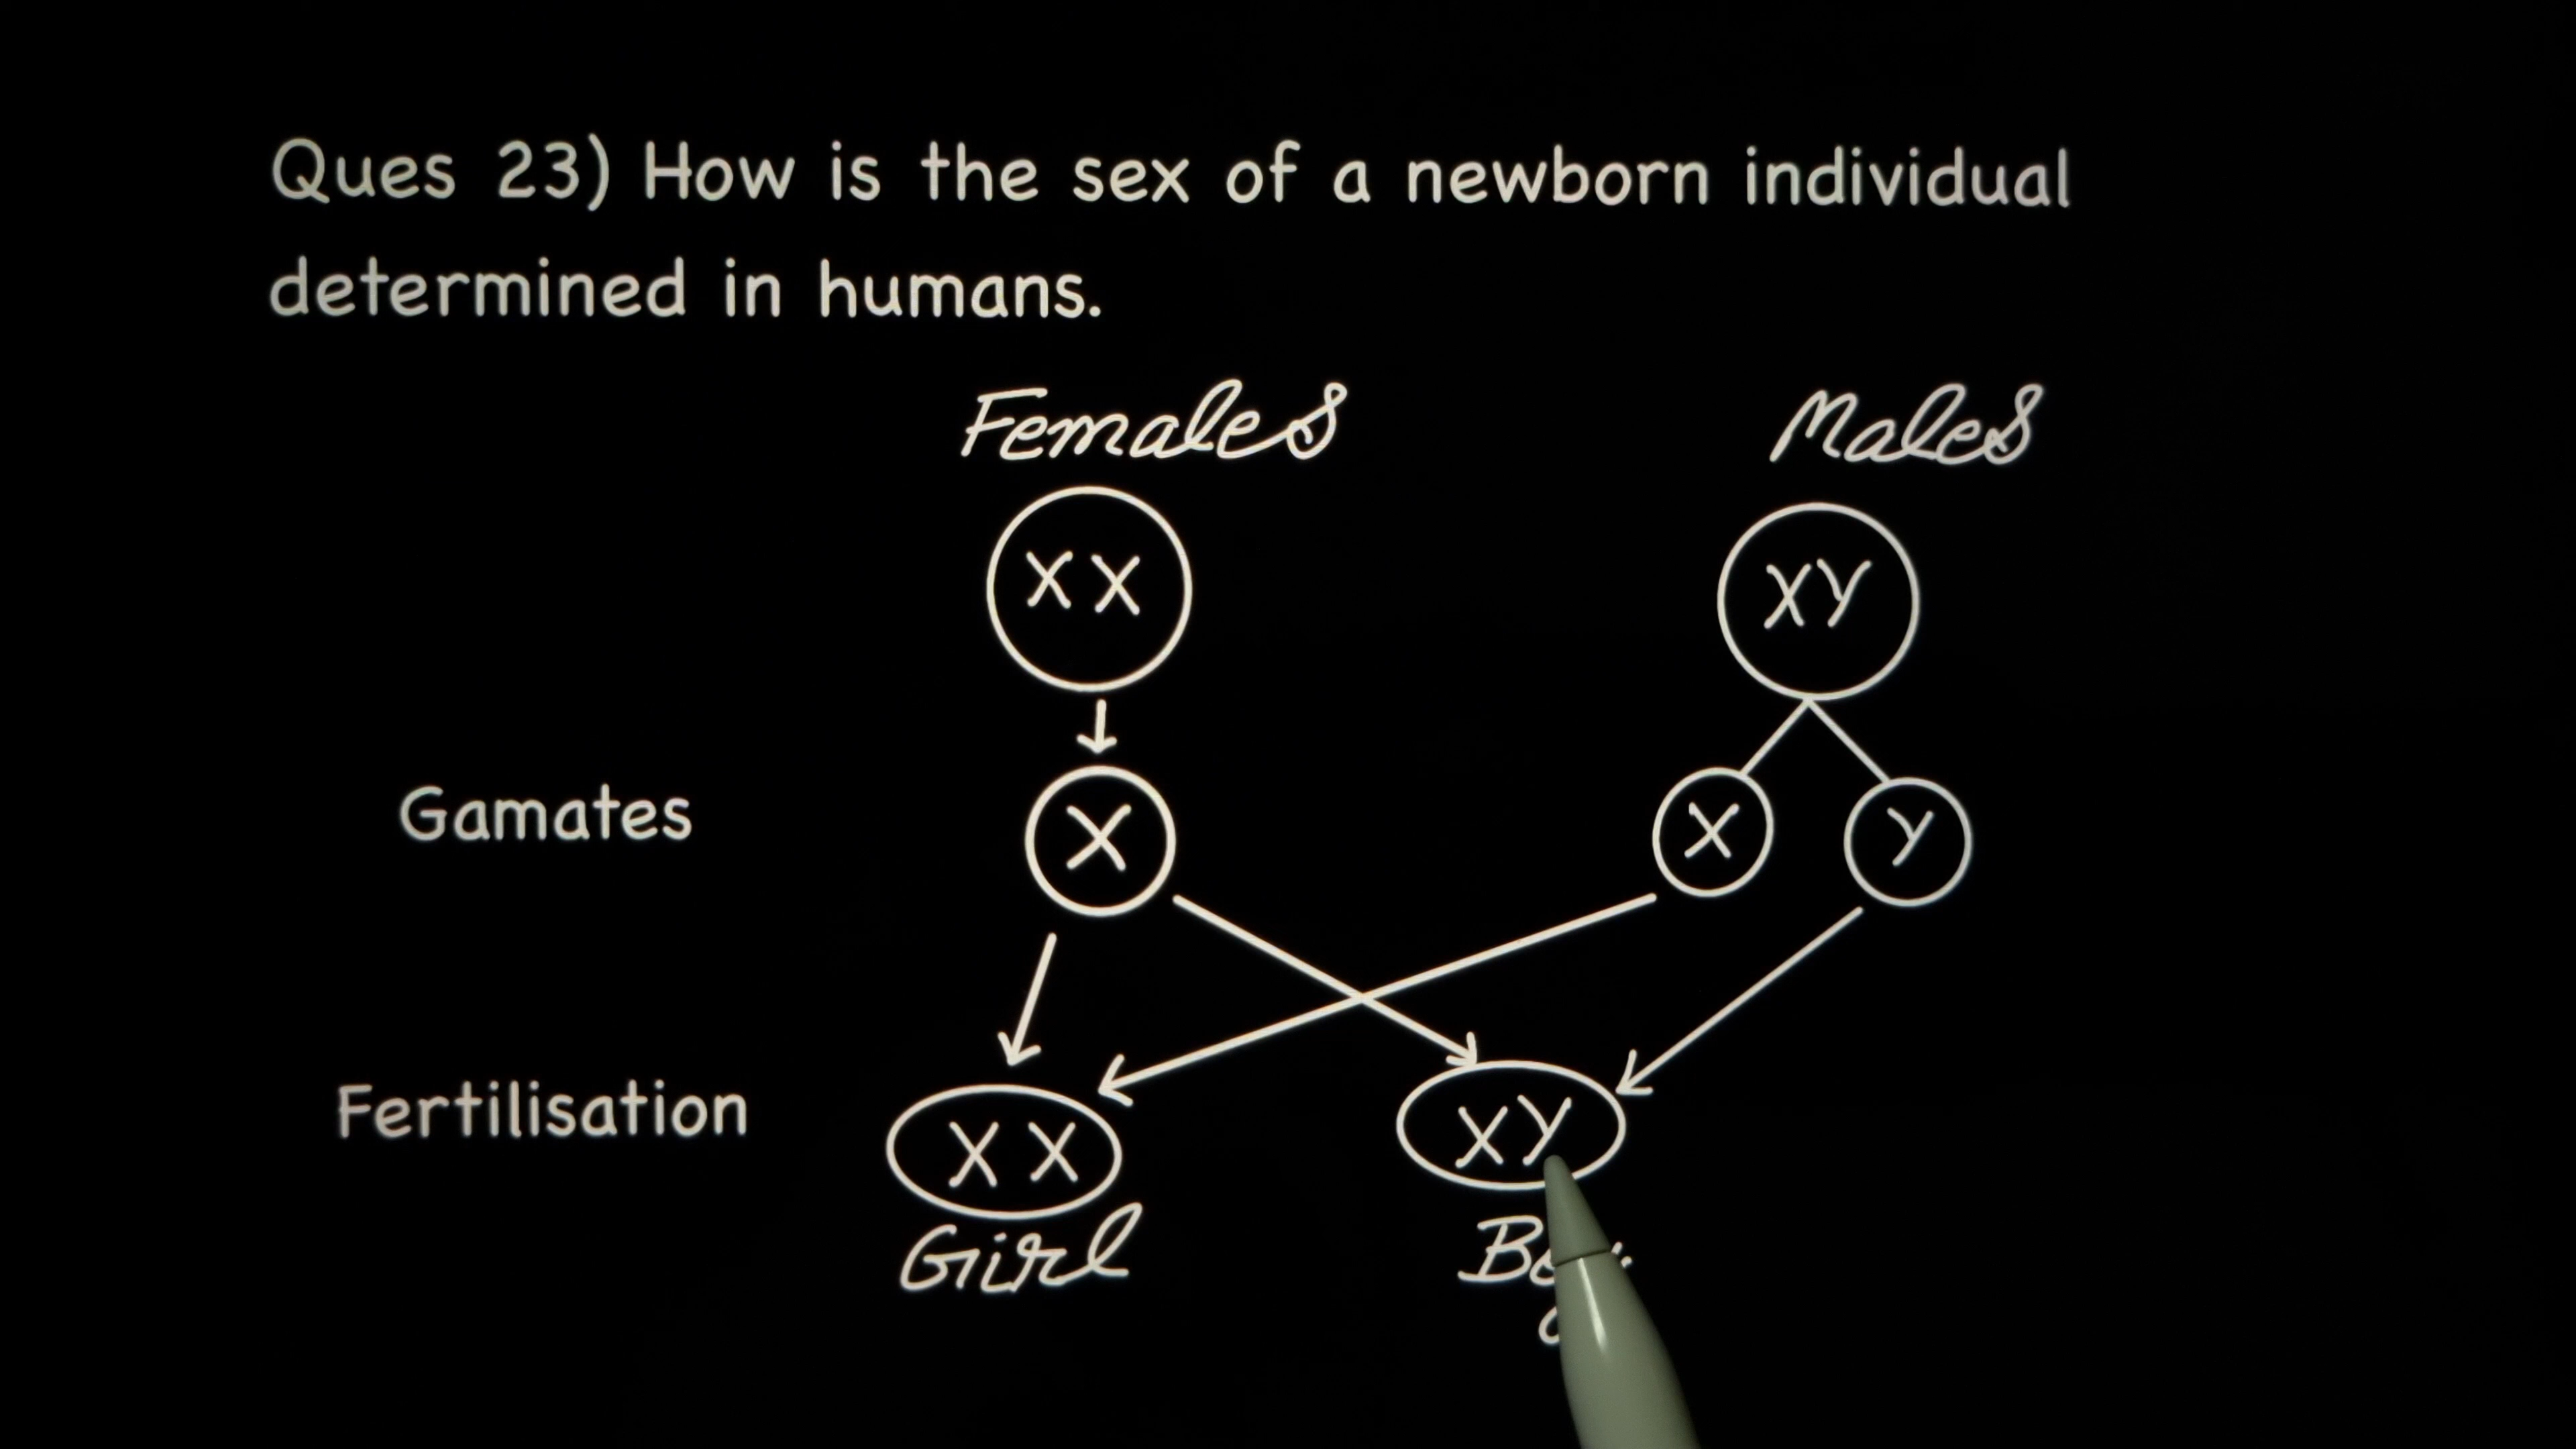 Ques 23) How is the sex of a newborn individual
determined in humans.
Females Males
XX XY
Gamates X X Y
Fertilisation XX XY
Girl